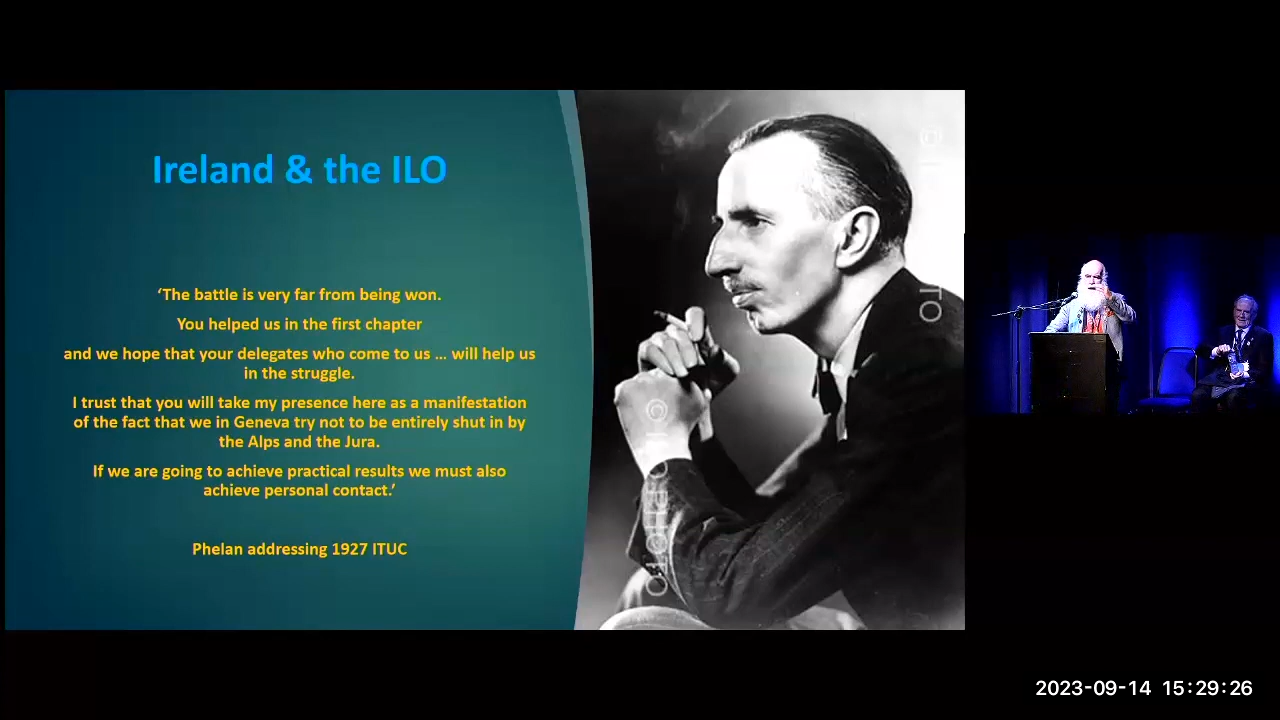 Ireland & the ILO
‘The battle is very far from being won.
You helped us in the first chapter
and we hope that your delegates who come to us … will help us
in the struggle.
I trust that you will take my presence here as a manifestation
of the fact that we in Geneva try not to be entirely shut in by
the Alps and the Jura.
If we are going to achieve practical results we must also
achieve personal contact.’
Phelan addressing 1927 ITUC
2023-09-14 15:29:26